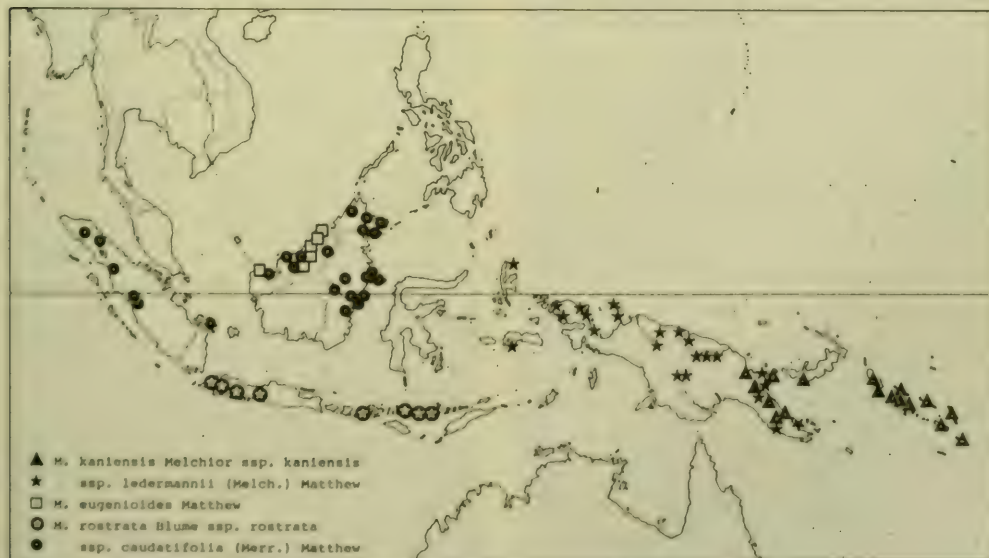 M. kaniensis Melchior ssp. kaniensis
ssp. ledermannii (Melch.) Matthew
M. eugenioides Matthew
M. rostrata Blume ssp. rostrata
ssp. caudatifolia (Merr.) Matthew